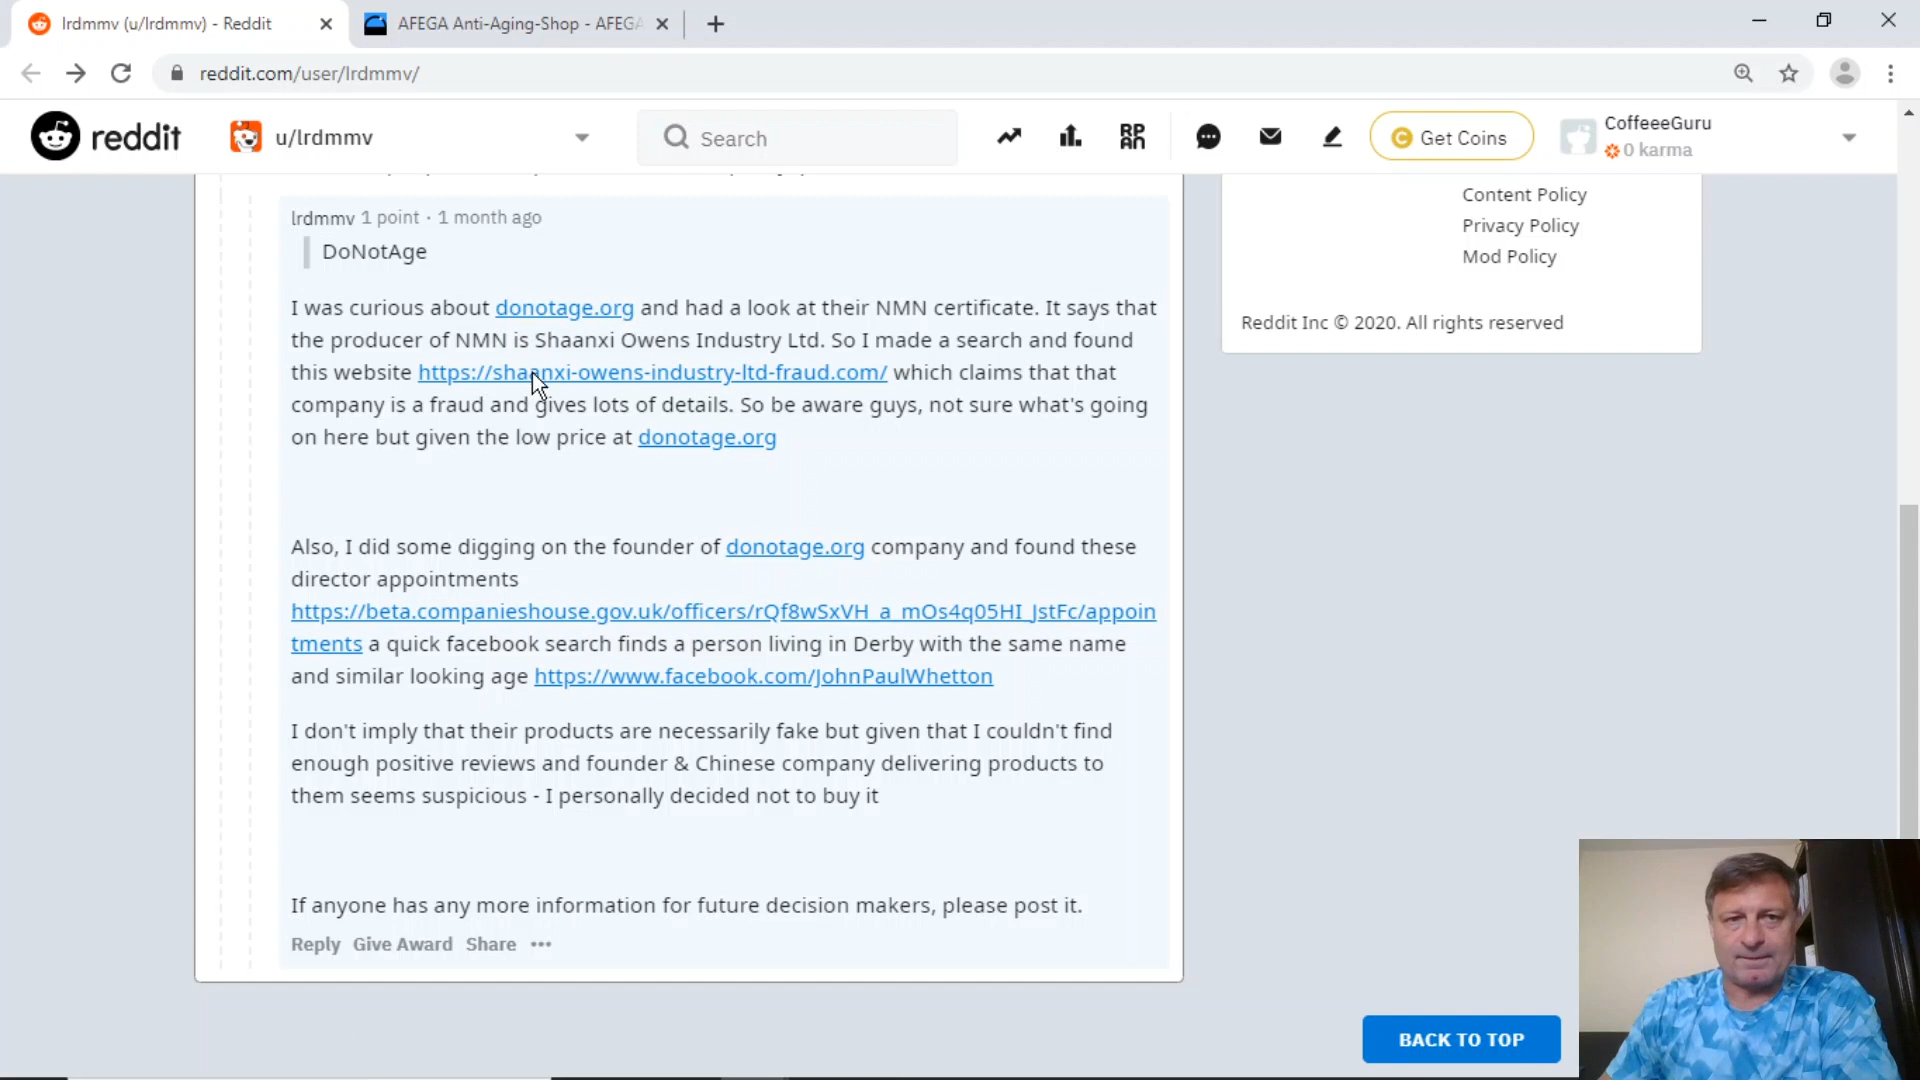 lrdmmv (u/lrdmmv) - Reddit
AFEGA Anti-Aging-Shop - AFEGA
reddit.com/user/lrdmmv/
reddit
u/lrdmmv
Search
RPAN
Get Coins
CoffeeeGuru
0 karma
lrdmmv 1 point · 1 month ago
DoNotAge
I was curious about donotage.org and had a look at their NMN certificate. It says that
the producer of NMN is Shaanxi Owens Industry Ltd. So I made a search and found
this website https://shaanxi-owens-industry-ltd-fraud.com/ which claims that that
company is a fraud and gives lots of details. So be aware guys, not sure what's going
on here but given the low price at donotage.org
Also, I did some digging on the founder of donotage.org company and found these
director appointments
https://beta.companieshouse.gov.uk/officers/rQf8wSxVH_a_mOs4q05HI_JstFc/appoin
tments a quick facebook search finds a person living in Derby with the same name
and similar looking age https://www.facebook.com/JohnPaulWhetton
I don't imply that their products are necessarily fake but given that I couldn't find
enough positive reviews and founder & Chinese company delivering products to
them seems suspicious - I personally decided not to buy it
If anyone has any more information for future decision makers, please post it.
Reply Give Award Share
Content Policy
Privacy Policy
Mod Policy
Reddit Inc © 2020. All rights reserved
BACK TO TOP